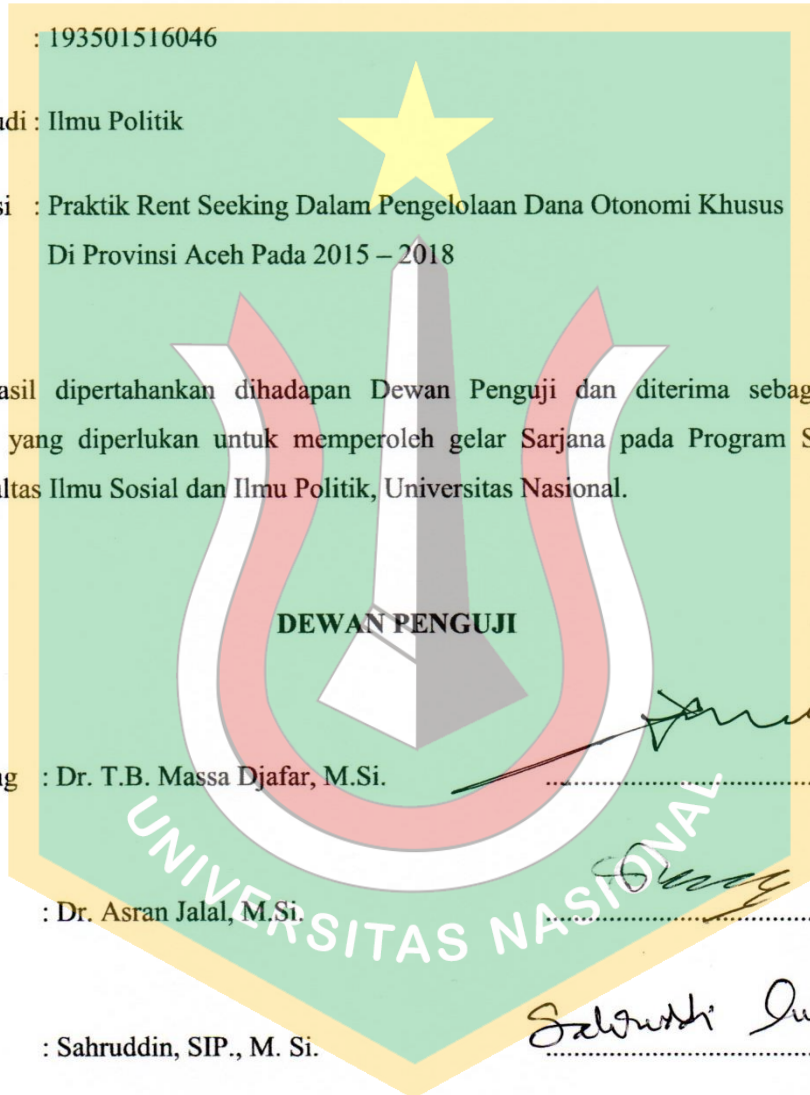 : 193501516046
udi : Ilmu Politik
si : Praktik Rent Seeking Dalam Pengelolaan Dana Otonomi Khusus
Di Provinsi Aceh Pada 2015 – 2018
asil dipertahankan dihadapan Dewan Penguji dan diterima sebag
yang diperlukan untuk memperoleh gelar Sarjana pada Program S
ltas Ilmu Sosial dan Ilmu Politik, Universitas Nasional.
DEWAN PENGUJI
ng : Dr. T.B. Massa Djafar, M.Si.
: Dr. Asran Jalal, M.Si.
: Sahruddin, SIP., M. Si.
UNIVERSITAS NASIONAL